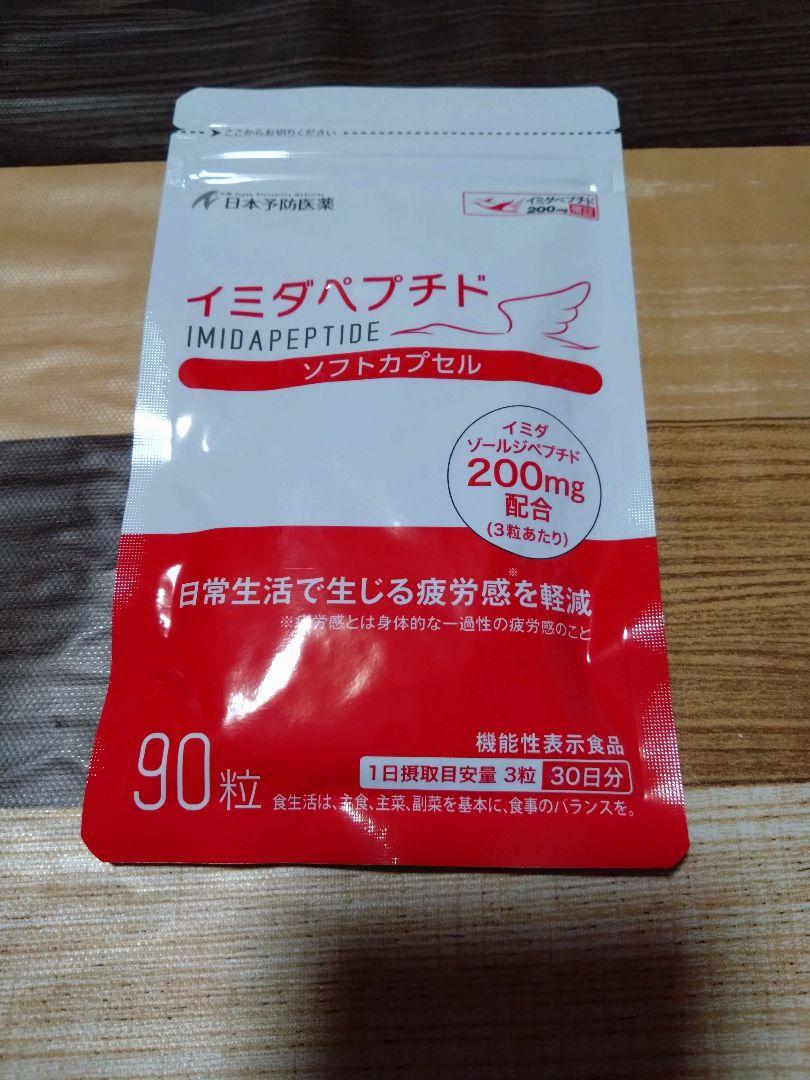 ここからお切りください
日本予防医薬
イミダペプチド
200mg 確証
イミダペプチド
IMIDAPEPTIDE
ソフトカプセル
イミダ
ゾールジペプチド
200mg
配合
(3粒あたり)
日常生活で生じる疲労感※を軽減
※疲労感とは身体的な一過性の疲労感のこと
90粒
機能性表示食品
1日摂取目安量 3粒 30日分
食生活は、主食、主菜、副菜を基本に、食事のバランスを。